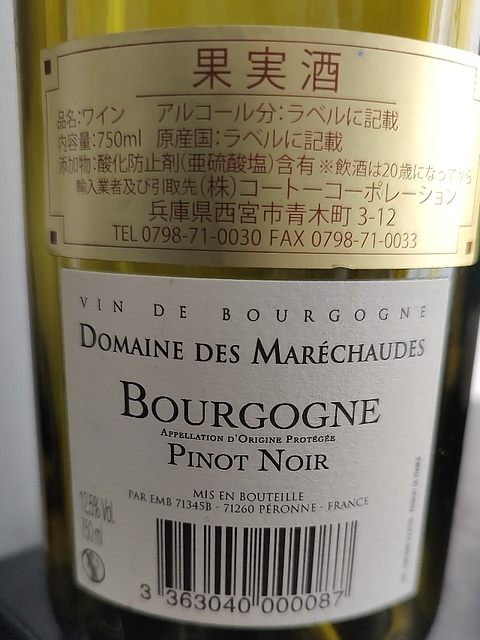 果実酒
品名:ワイン アルコール分:ラベルに記載
内容量:750ml 原産国:ラベルに記載
添加物:酸化防止剤(亜硫酸塩)含有 ※飲酒は20歳になってから
輸入業者及び引取先(株)コートーコーポレーション
兵庫県西宮市青木町 3-12
TEL 0798-71-0030 FAX 0798-71-0033
VIN DE BOURGOGNE
DOMAINE DES MARÉCHAUDES
BOURGOGNE
APPELLATION D'ORIGINE PROTÉGÉE
PINOT NOIR
MIS EN BOUTEILLE
PAR EMB 71345B - 71260 PÉRONNE - FRANCE
12,5% Vol.
750 ml
3 363040 000087